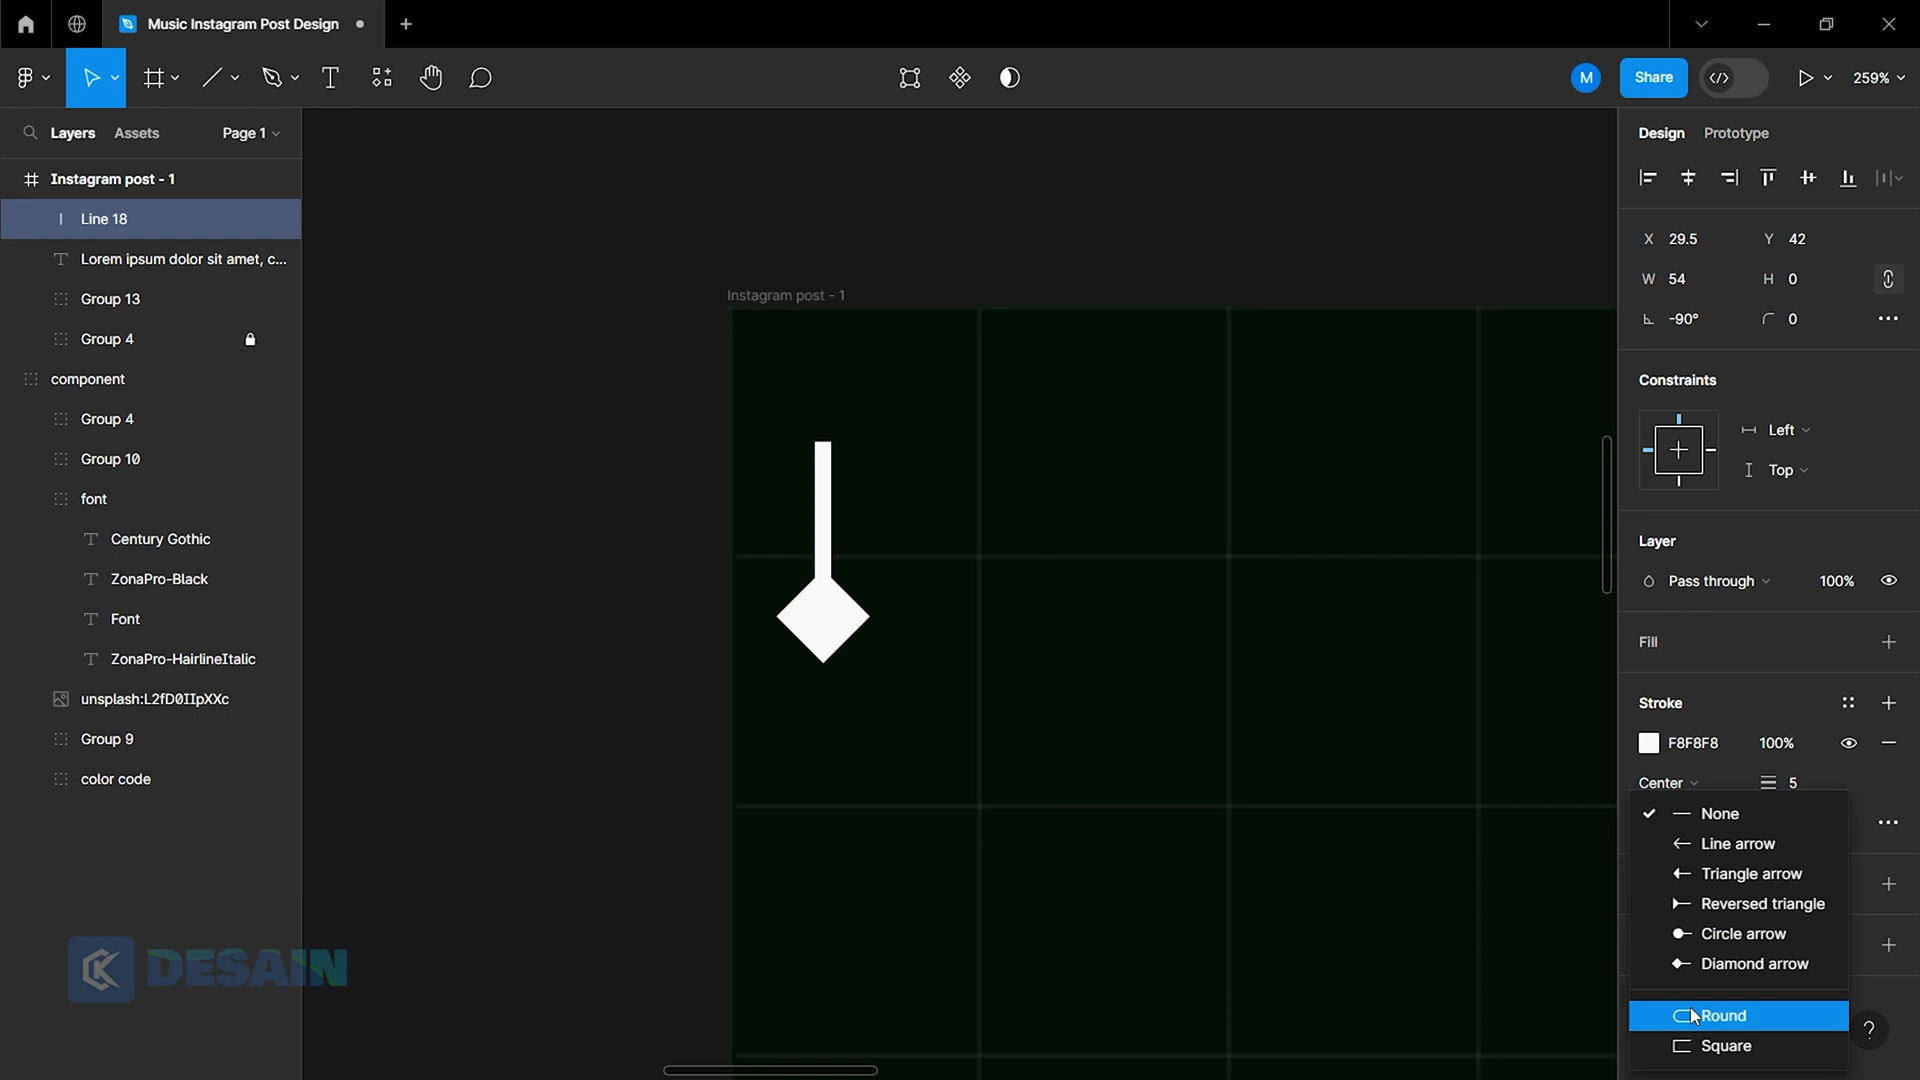 Music Instagram Post Design
M
Share
259%
Layers
Assets
Page 1
Instagram post - 1
Line 18
Lorem ipsum dolor sit amet, c...
Group 13
Group 4
component
Group 4
Group 10
font
Century Gothic
ZonaPro-Black
Font
ZonaPro-HairlineItalic
unsplash:L2fD0IIpXXc
Group 9
color code
DESAIN
Instagram post - 1
Design
Prototype
X 29.5
Y 42
W 54
H 0
-90°
0
Constraints
Left
Top
Layer
Pass through
100%
Fill
Stroke
F8F8F8
100%
Center
5
None
Line arrow
Triangle arrow
Reversed triangle
Circle arrow
Diamond arrow
Round
Square
?